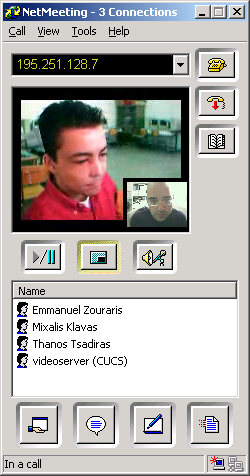 NetMeeting - 3 Connections
Call View Tools Help
195.251.128.7
Name
Emmanuel Zouraris
Mixalis Klavas
Thanos Tsadiras
videoserver (CUCS)
In a call